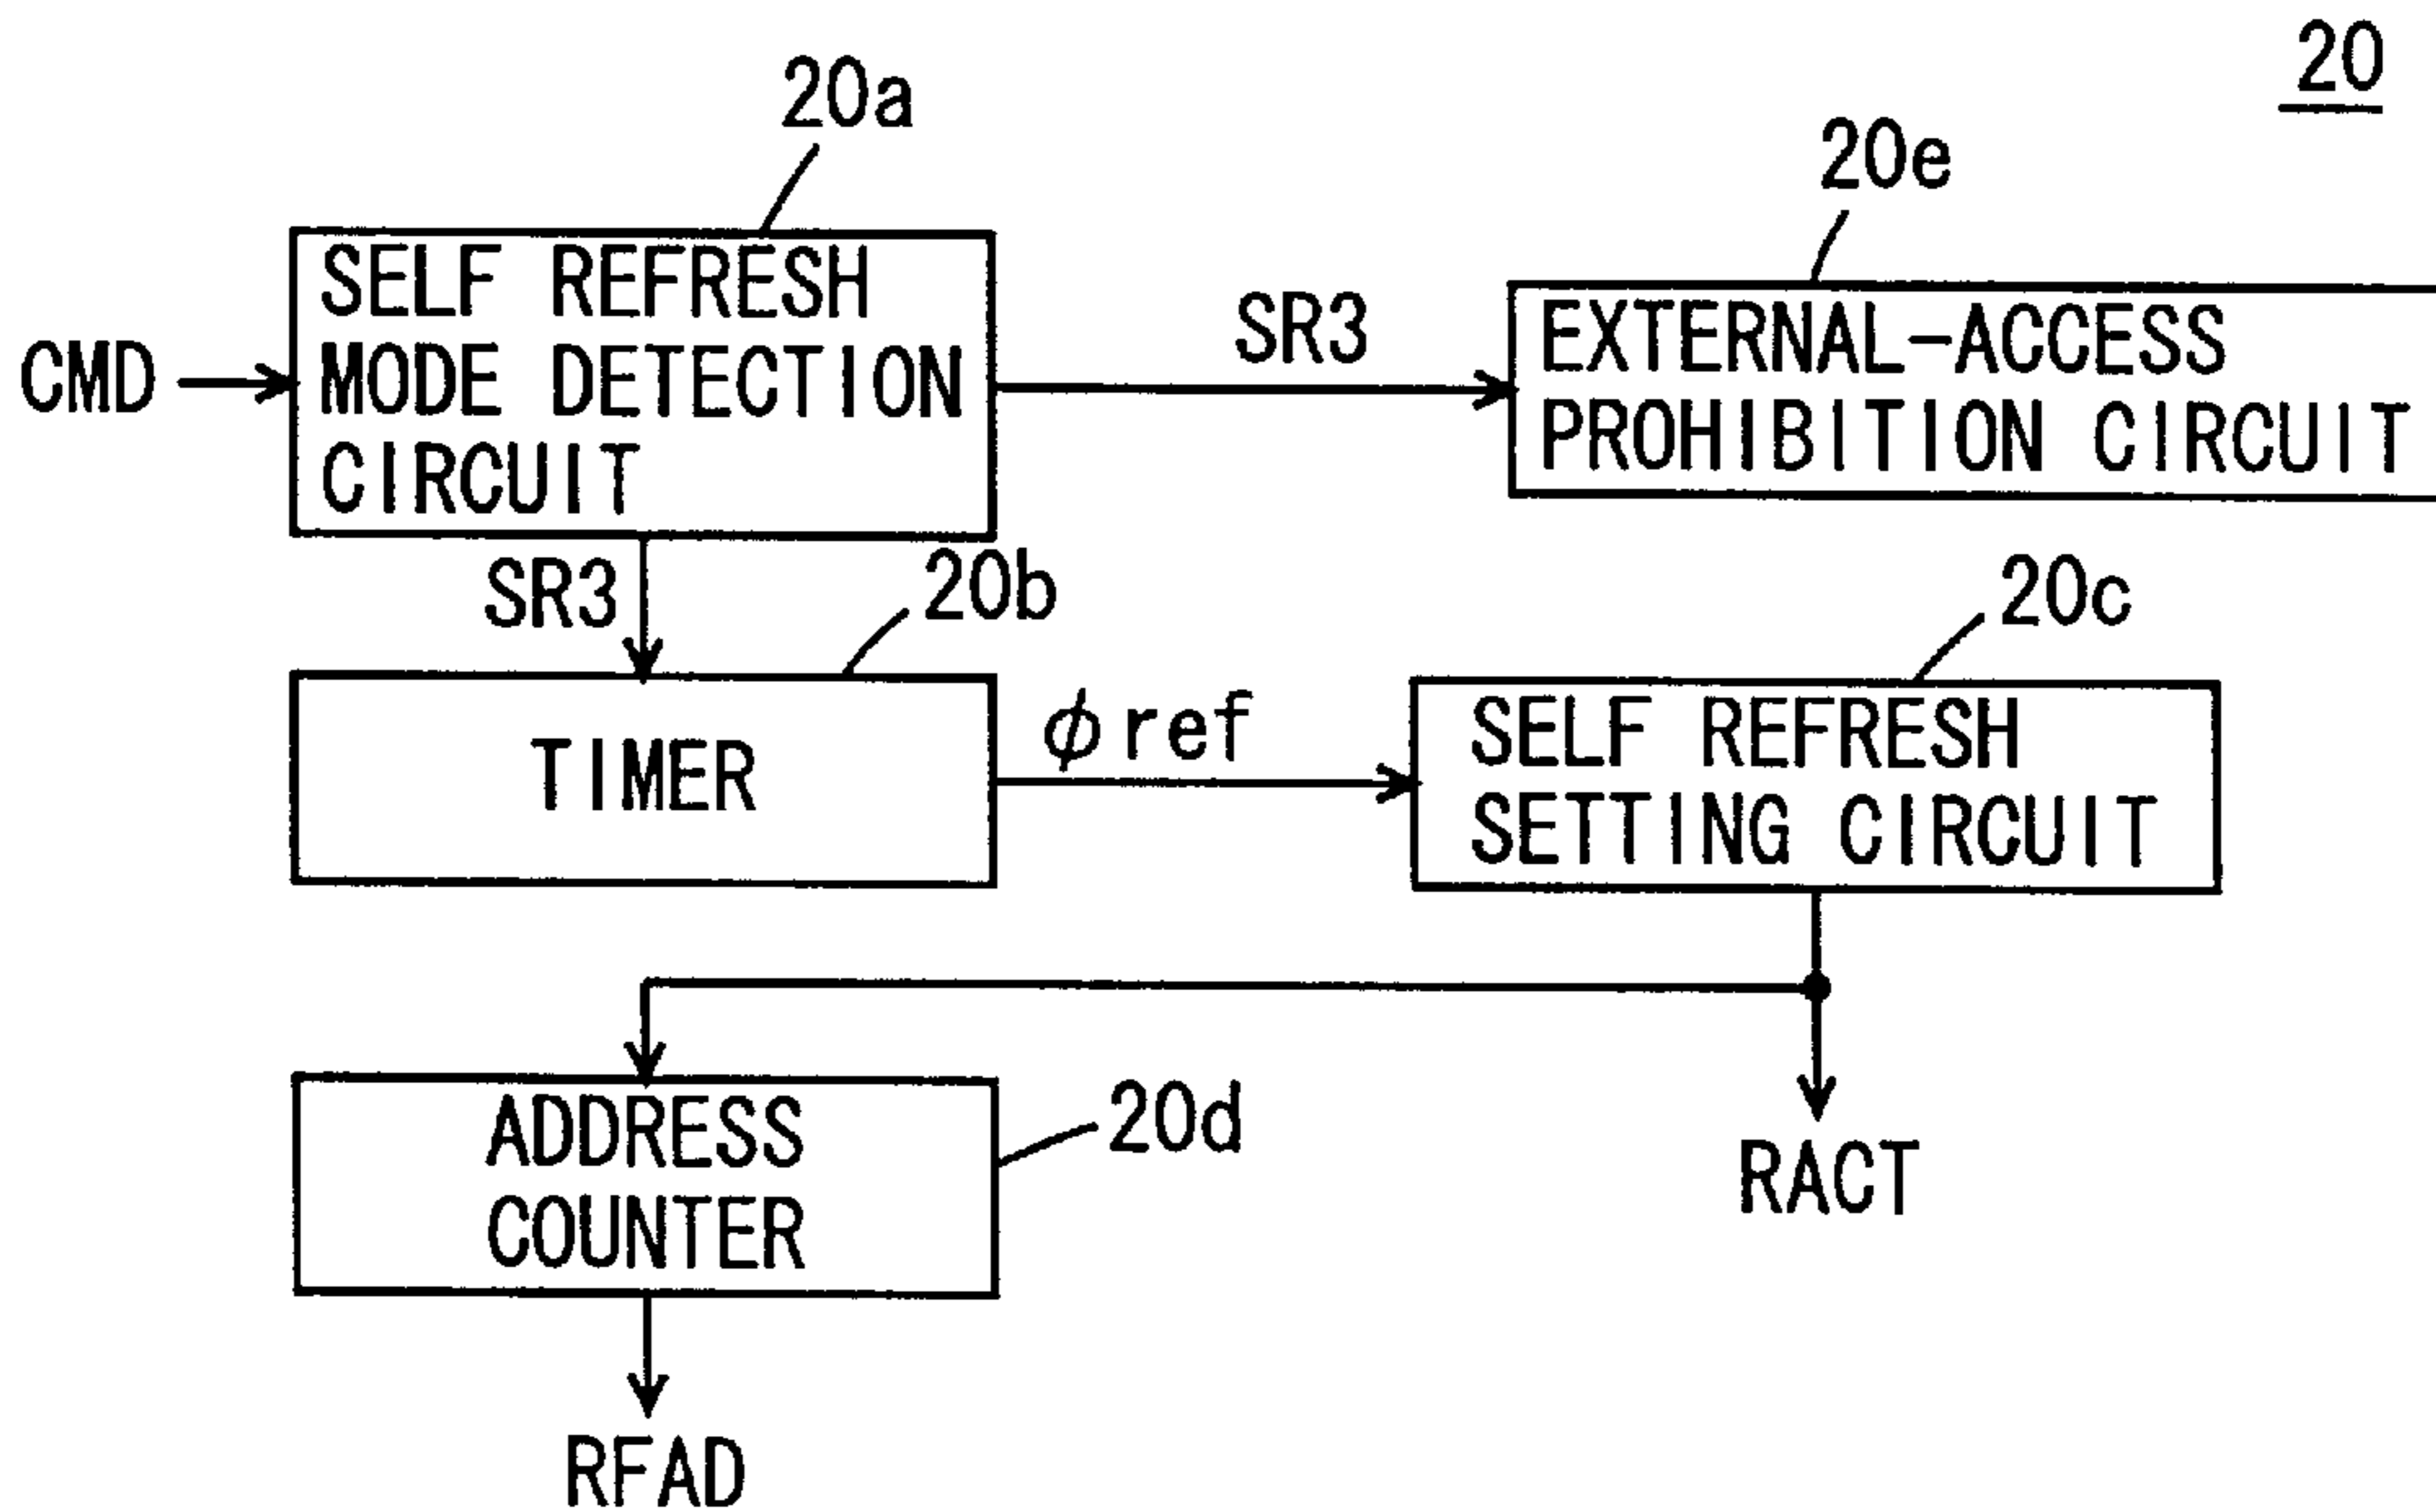 20
20a
20e
SELF REFRESH
MODE DETECTION
CIRCUIT
CMD
SR3
EXTERNAL-ACCESS
PROHIBITION CIRCUIT
SR3
20b
20c
TIMER
φref
SELF REFRESH
SETTING CIRCUIT
ADDRESS
COUNTER
20d
RACT
RFAD